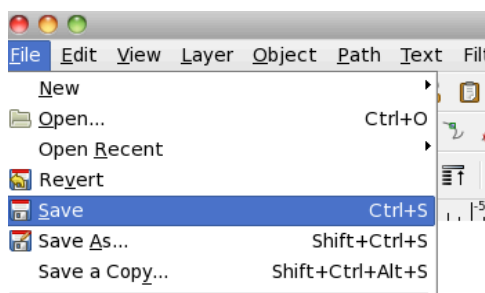 File Edit View Layer Object Path Text Filt
New
Open... Ctrl+O
Open Recent
Revert
Save Ctrl+S
Save As... Shift+Ctrl+S
Save a Copy... Shift+Ctrl+Alt+S